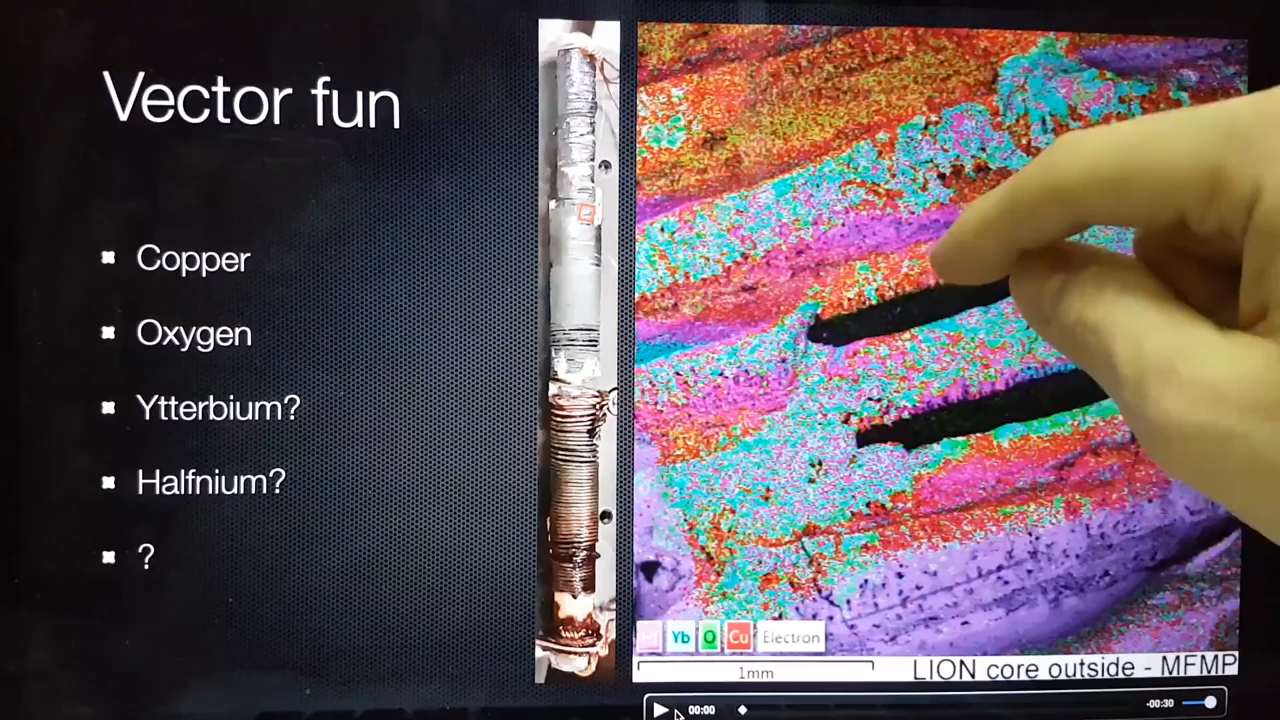 Vector fun
Copper
Oxygen
Ytterbium?
Halfnium?
?
Hf Yb O Cu Electron
1mm
LION core outside - MFMP
00:00
-00:30